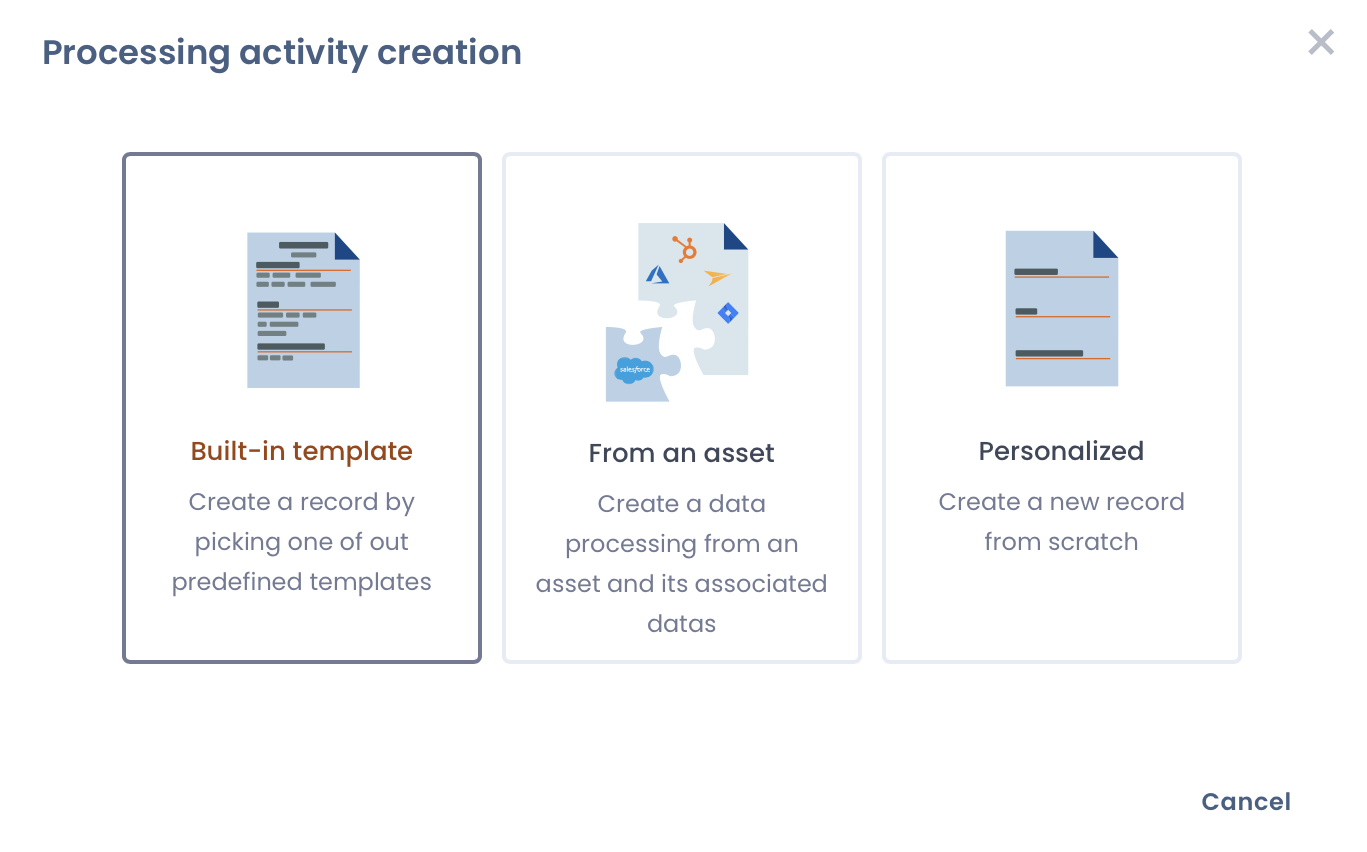 Processing activity creation
salesforce
Built-in template
Create a record by
picking one of out
predefined templates
From an asset
Create a data
processing from an
asset and its associated
datas
Personalized
Create a new record
from scratch
Cancel